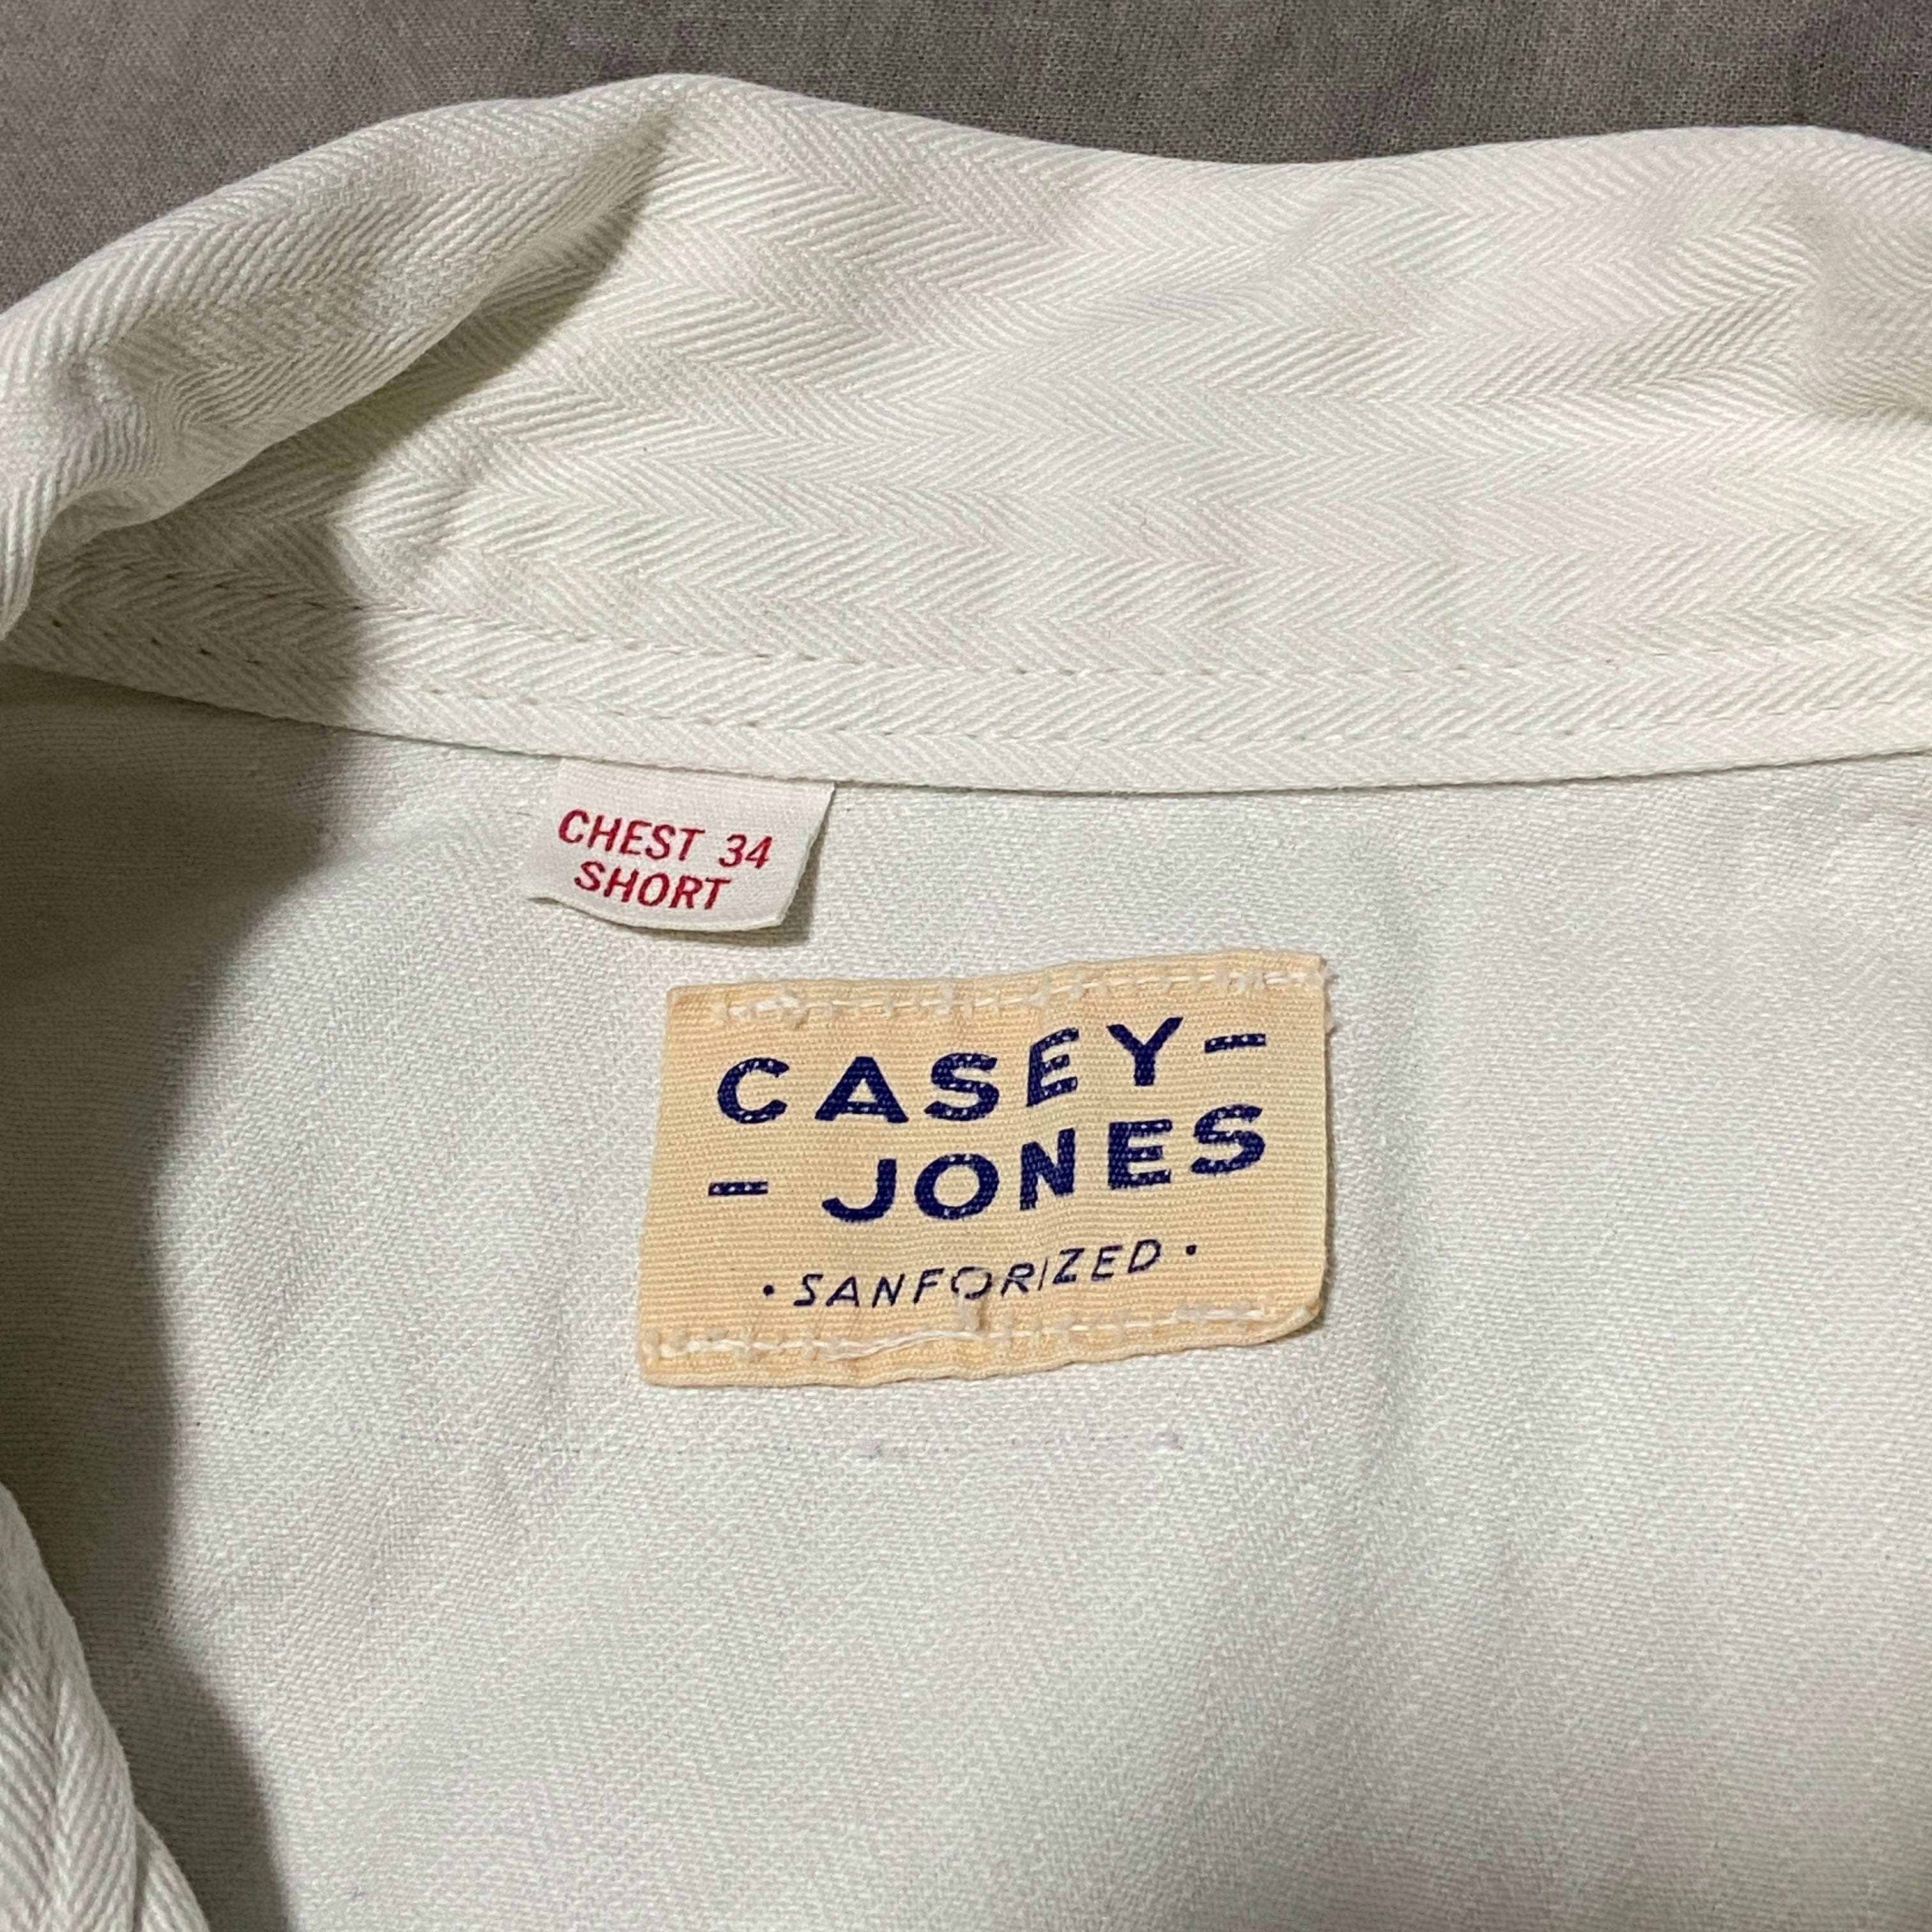 CHEST 34
SHORT
CASEY-
- JONES
• SANFORIZED •